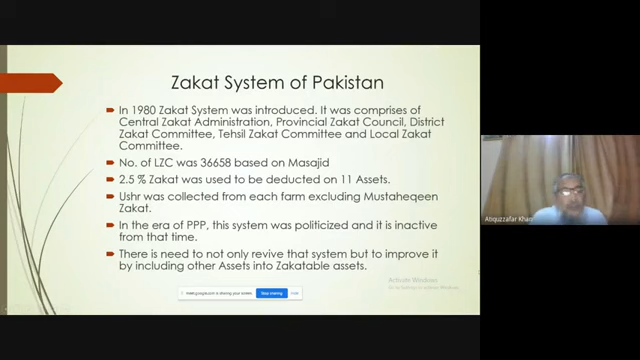 Zakat System of Pakistan
In 1980 Zakat System was introduced. It was comprises of
Central Zakat Administration, Provincial Zakat Council, District
Zakat Committee, Tehsil Zakat Committee and Local Zakat
Committee.
No. of LZC was 36658 based on Masajid
2.5 % Zakat was used to be deducted on 11 Assets.
Ushr was collected from each farm excluding Mustaheqeen
Zakat.
In the era of PPP, this system was politicized and it is inactive
from that time.
There is need to not only revive that system but to improve it
by including other Assets into Zakatable assets.
Activate Windows
Go to Settings to activate Windows.
meet.google.com is sharing your screen.
Stop sharing
Hide
Atiquzzafar Khan